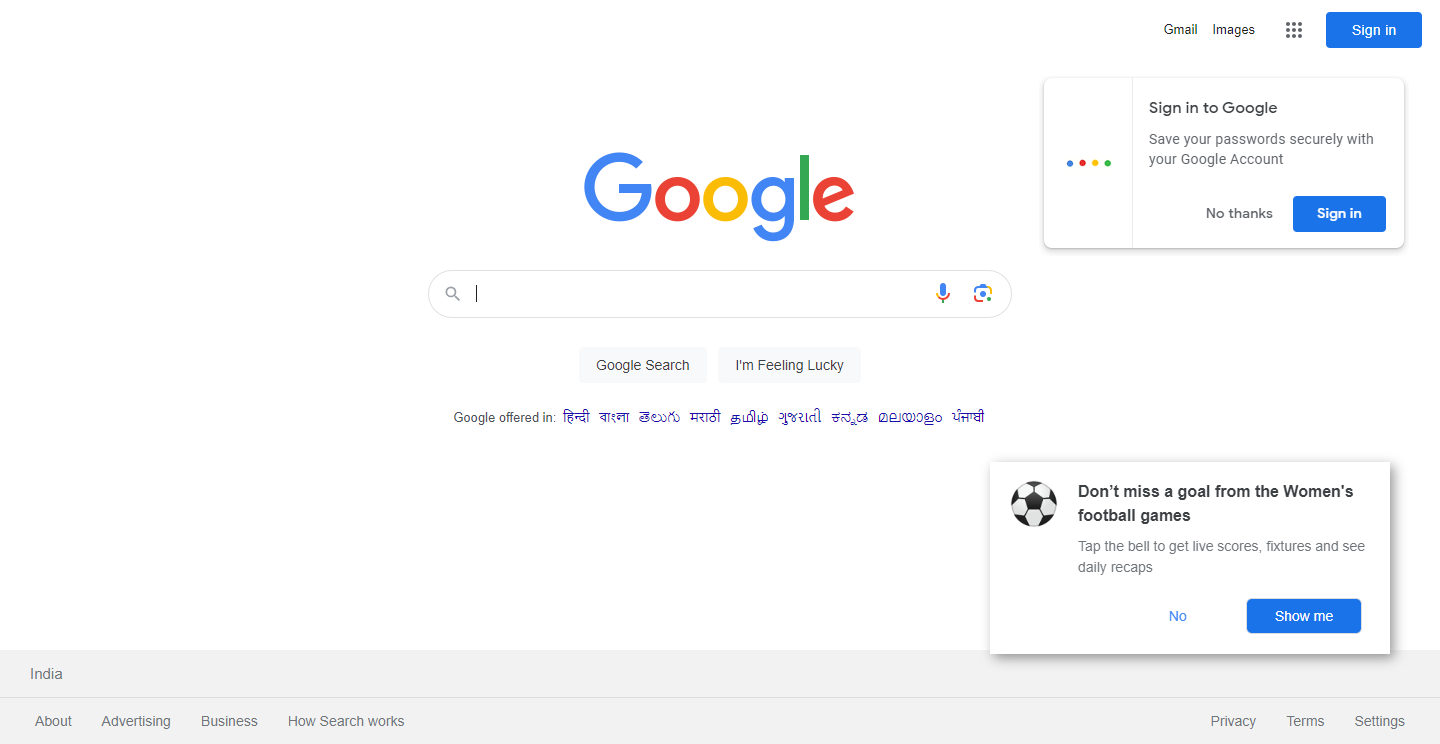 Gmail Images Sign in
Sign in to Google
Save your passwords securely with
your Google Account
No thanks Sign in
Google
Google Search I'm Feeling Lucky
Google offered in: हिन्दी বাংলা తెలుగు मराठी தமிழ் ગુજરાતી ಕನ್ನಡ മലയാളം ਪੰਜਾਬੀ
Don’t miss a goal from the Women's
football games
Tap the bell to get live scores, fixtures and see
daily recaps
No Show me
India
About Advertising Business How Search works Privacy Terms Settings